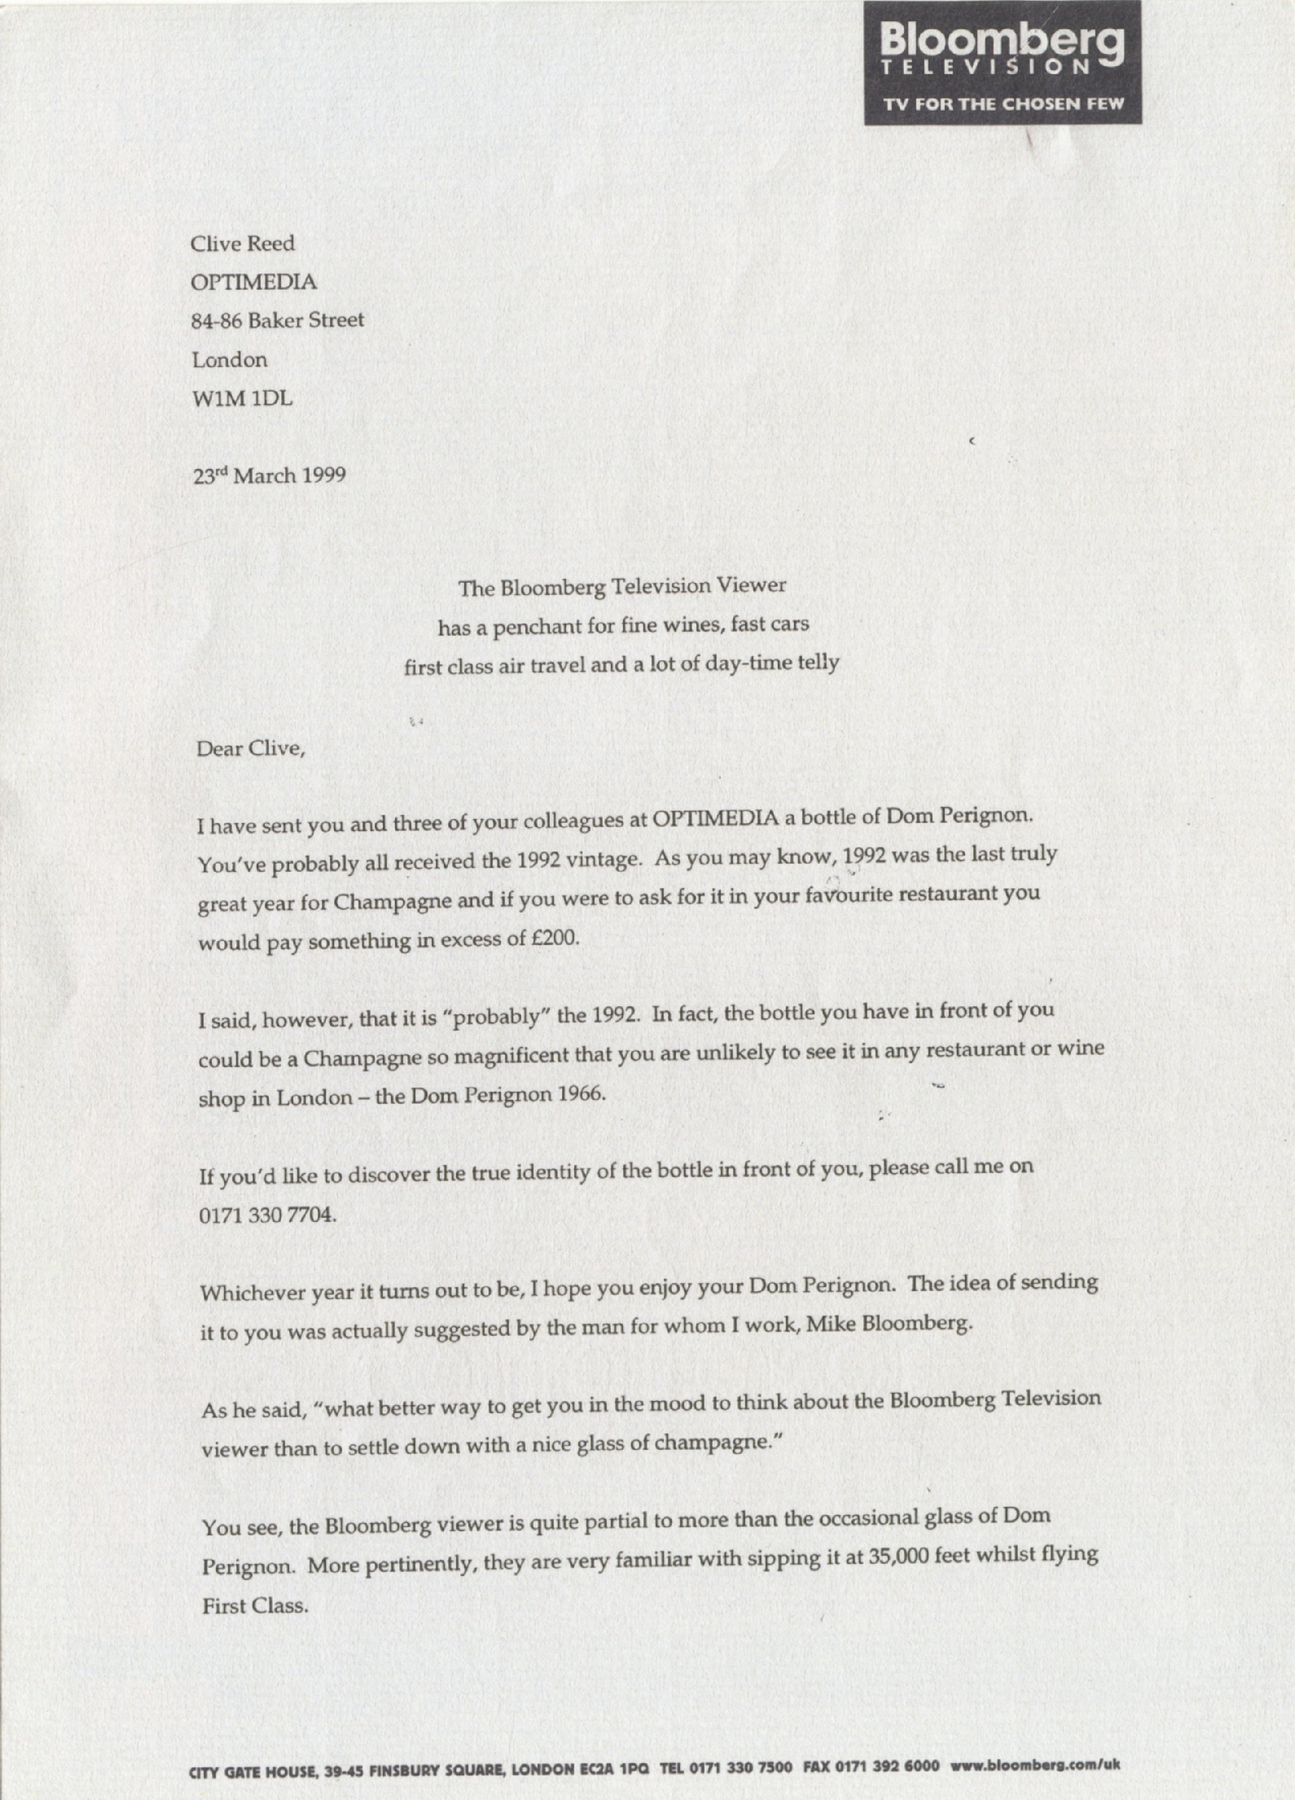 Bloomberg
TELEVISION
TV FOR THE CHOSEN FEW
Clive Reed
OPTIMEDIA
84-86 Baker Street
London
W1M 1DL
23rd March 1999
The Bloomberg Television Viewer
has a penchant for fine wines, fast cars
first class air travel and a lot of day-time telly
Dear Clive,
I have sent you and three of your colleagues at OPTIMEDIA a bottle of Dom Perignon.
You've probably all received the 1992 vintage. As you may know, 1992 was the last truly
great year for Champagne and if you were to ask for it in your favourite restaurant you
would pay something in excess of £200.
I said, however, that it is "probably" the 1992. In fact, the bottle you have in front of you
could be a Champagne so magnificent that you are unlikely to see it in any restaurant or wine
shop in London – the Dom Perignon 1966.
If you'd like to discover the true identity of the bottle in front of you, please call me on
0171 330 7704.
Whichever year it turns out to be, I hope you enjoy your Dom Perignon. The idea of sending
it to you was actually suggested by the man for whom I work, Mike Bloomberg.
As he said, "what better way to get you in the mood to think about the Bloomberg Television
viewer than to settle down with a nice glass of champagne."
You see, the Bloomberg viewer is quite partial to more than the occasional glass of Dom
Perignon. More pertinently, they are very familiar with sipping it at 35,000 feet whilst flying
First Class.
CITY GATE HOUSE, 39-45 FINSBURY SQUARE, LONDON EC2A 1PQ TEL 0171 330 7500 FAX 0171 392 6000 www.bloomberg.com/uk